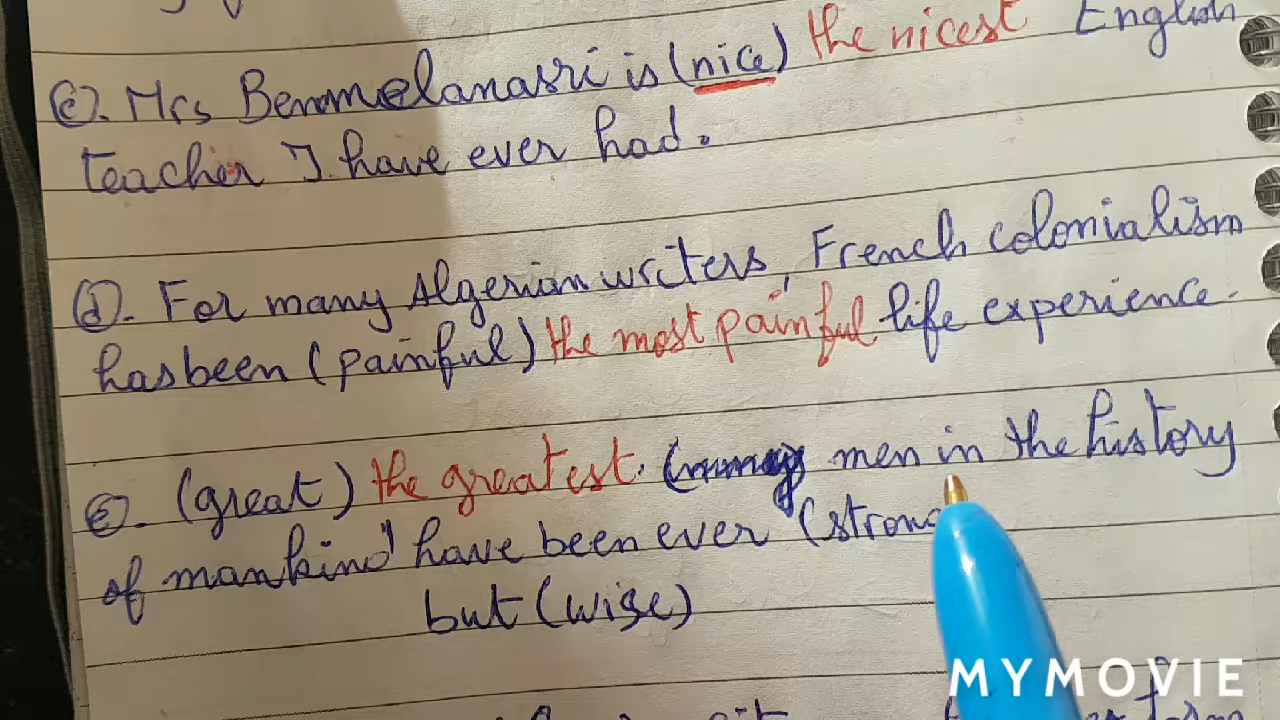 C). Mrs Benmelanasri is (nice) the nicest English
teacher I have ever had.
d). For many Algerian writers, French colonialism
has been (painful) the most painful life experience.
E). (great) the greatest. men in the history
of mankind have been ever (strong
but (wise)
MYMOVIE